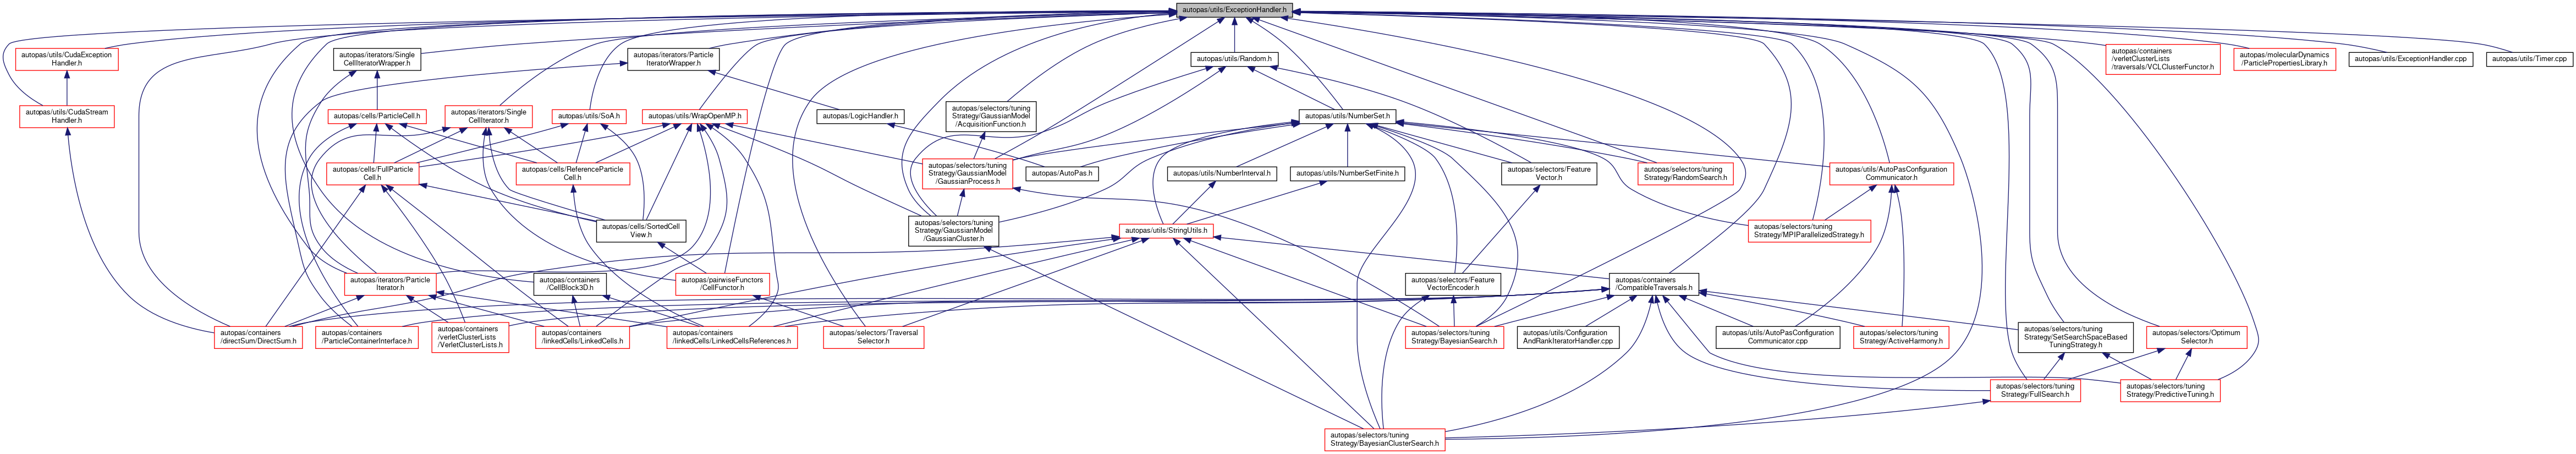 autopas/utils/ExceptionHandler.h
autopas/utils/CudaException
Handler.h
autopas/iterators/Single
CellIteratorWrapper.h
autopas/iterators/Particle
IteratorWrapper.h
autopas/utils/Random.h
autopas/containers
/verletClusterLists
/traversals/VCLClusterFunctor.h
autopas/molecularDynamics
/ParticlePropertiesLibrary.h
autopas/utils/ExceptionHandler.cpp
autopas/utils/Timer.cpp
autopas/utils/CudaStream
Handler.h
autopas/cells/ParticleCell.h
autopas/iterators/Single
CellIterator.h
autopas/utils/SoA.h
autopas/utils/WrapOpenMP.h
autopas/LogicHandler.h
autopas/selectors/tuning
Strategy/GaussianModel
/AcquisitionFunction.h
autopas/utils/NumberSet.h
autopas/cells/FullParticle
Cell.h
autopas/cells/ReferenceParticle
Cell.h
autopas/selectors/tuning
Strategy/GaussianModel
/GaussianProcess.h
autopas/AutoPas.h
autopas/utils/NumberInterval.h
autopas/utils/NumberSetFinite.h
autopas/selectors/Feature
Vector.h
autopas/selectors/tuning
Strategy/RandomSearch.h
autopas/utils/AutoPasConfiguration
Communicator.h
autopas/cells/SortedCell
View.h
autopas/selectors/tuning
Strategy/GaussianModel
/GaussianCluster.h
autopas/utils/StringUtils.h
autopas/selectors/tuning
Strategy/MPIParallelizedStrategy.h
autopas/iterators/Particle
Iterator.h
autopas/containers
/CellBlock3D.h
autopas/pairwiseFunctors
/CellFunctor.h
autopas/selectors/Feature
VectorEncoder.h
autopas/containers
/CompatibleTraversals.h
autopas/containers
/directSum/DirectSum.h
autopas/containers
/ParticleContainerInterface.h
autopas/containers
/verletClusterLists
/VerletClusterLists.h
autopas/containers
/linkedCells/LinkedCells.h
autopas/containers
/linkedCells/LinkedCellsReferences.h
autopas/selectors/Traversal
Selector.h
autopas/selectors/tuning
Strategy/BayesianSearch.h
autopas/utils/Configuration
AndRankIteratorHandler.cpp
autopas/utils/AutoPasConfiguration
Communicator.cpp
autopas/selectors/tuning
Strategy/ActiveHarmony.h
autopas/selectors/tuning
Strategy/SetSearchSpaceBased
TuningStrategy.h
autopas/selectors/Optimum
Selector.h
autopas/selectors/tuning
Strategy/FullSearch.h
autopas/selectors/tuning
Strategy/PredictiveTuning.h
autopas/selectors/tuning
Strategy/BayesianClusterSearch.h